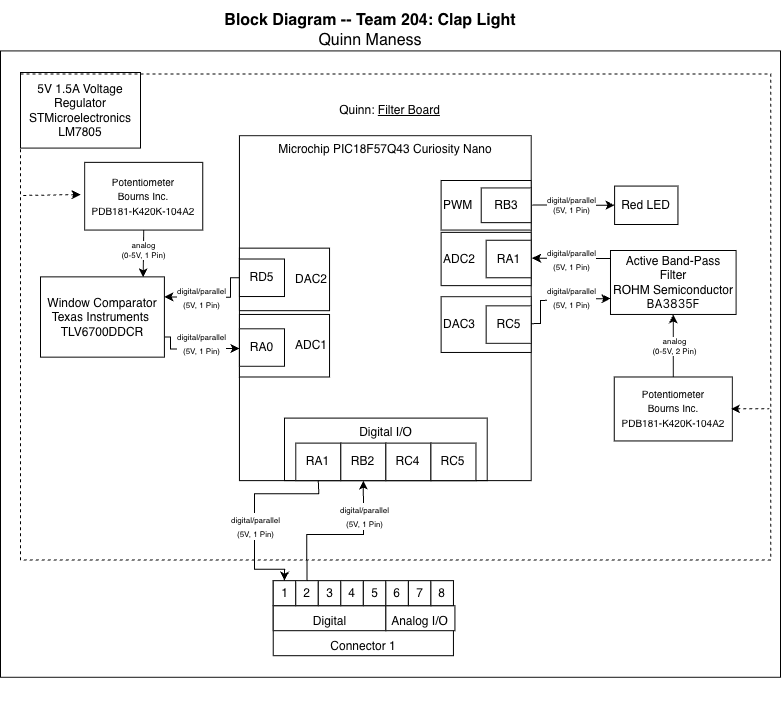 Block Diagram -- Team 204: Clap Light
Quinn Maness
5V 1.5A Voltage
Regulator
STMicroelectronics
LM7805
Quinn: Filter Board
Microchip PIC18F57Q43 Curiosity Nano
Potentiometer
Bourns Inc.
PDB181-K420K-104A2
analog
(0-5V, 1 Pin)
Window Comparator
Texas Instruments
TLV6700DDCR
digital/parallel
(5V, 1 Pin)
digital/parallel
(5V, 1 Pin)
RD5
DAC2
RA0
ADC1
PWM
RB3
digital/parallel
(5V, 1 Pin)
Red LED
ADC2
RA1
digital/parallel
(5V, 1 Pin)
DAC3
RC5
digital/parallel
(5V, 1 Pin)
Active Band-Pass
Filter
ROHM Semiconductor
BA3835F
analog
(0-5V, 2 Pin)
Potentiometer
Bourns Inc.
PDB181-K420K-104A2
Digital I/O
RA1 RB2 RC4 RC5
digital/parallel
(5V, 1 Pin)
digital/parallel
(5V, 1 Pin)
1 2 3 4 5 6 7 8
Digital Analog I/O
Connector 1